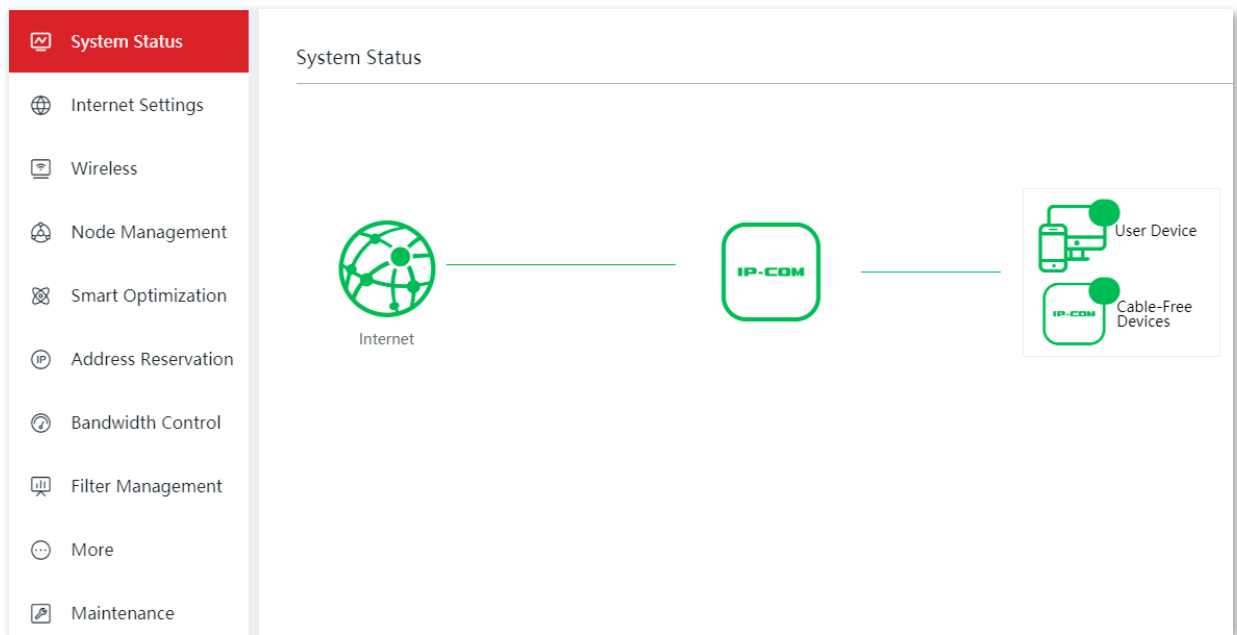 System Status
Internet Settings
Wireless
Node Management
Smart Optimization
Address Reservation
Bandwidth Control
Filter Management
More
Maintenance
System Status
Internet
IP-COM
User Device
IP-COM
Cable-Free
Devices